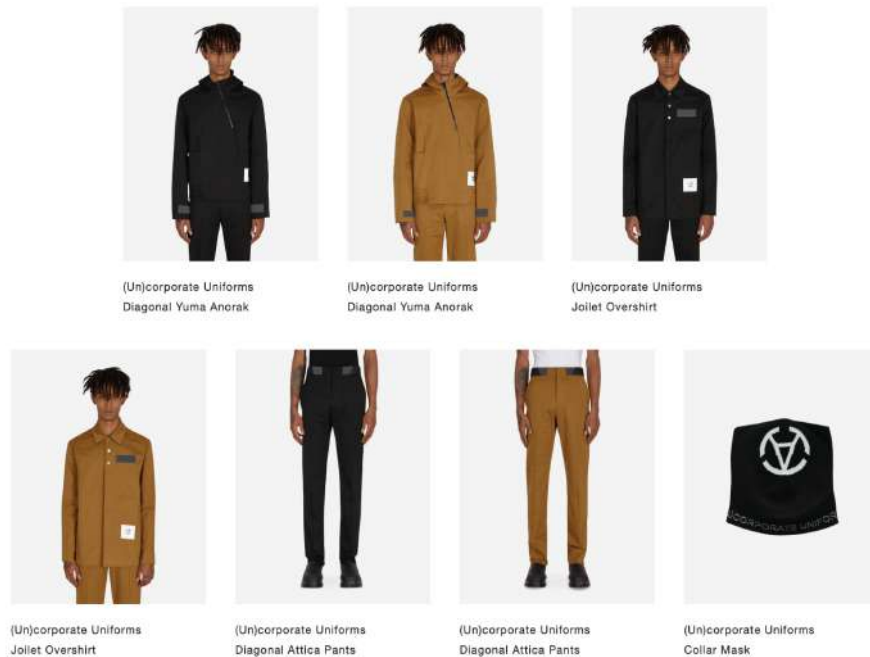 (Un)corporate Uniforms
Diagonal Yuma Anorak
(Un)corporate Uniforms
Diagonal Yuma Anorak
(Un)corporate Uniforms
Joilet Overshirt
(Un)corporate Uniforms
Joilet Overshirt
(Un)corporate Uniforms
Diagonal Attica Pants
(Un)corporate Uniforms
Diagonal Attica Pants
CORPORATE UNIFOR
(Un)corporate Uniforms
Collar Mask